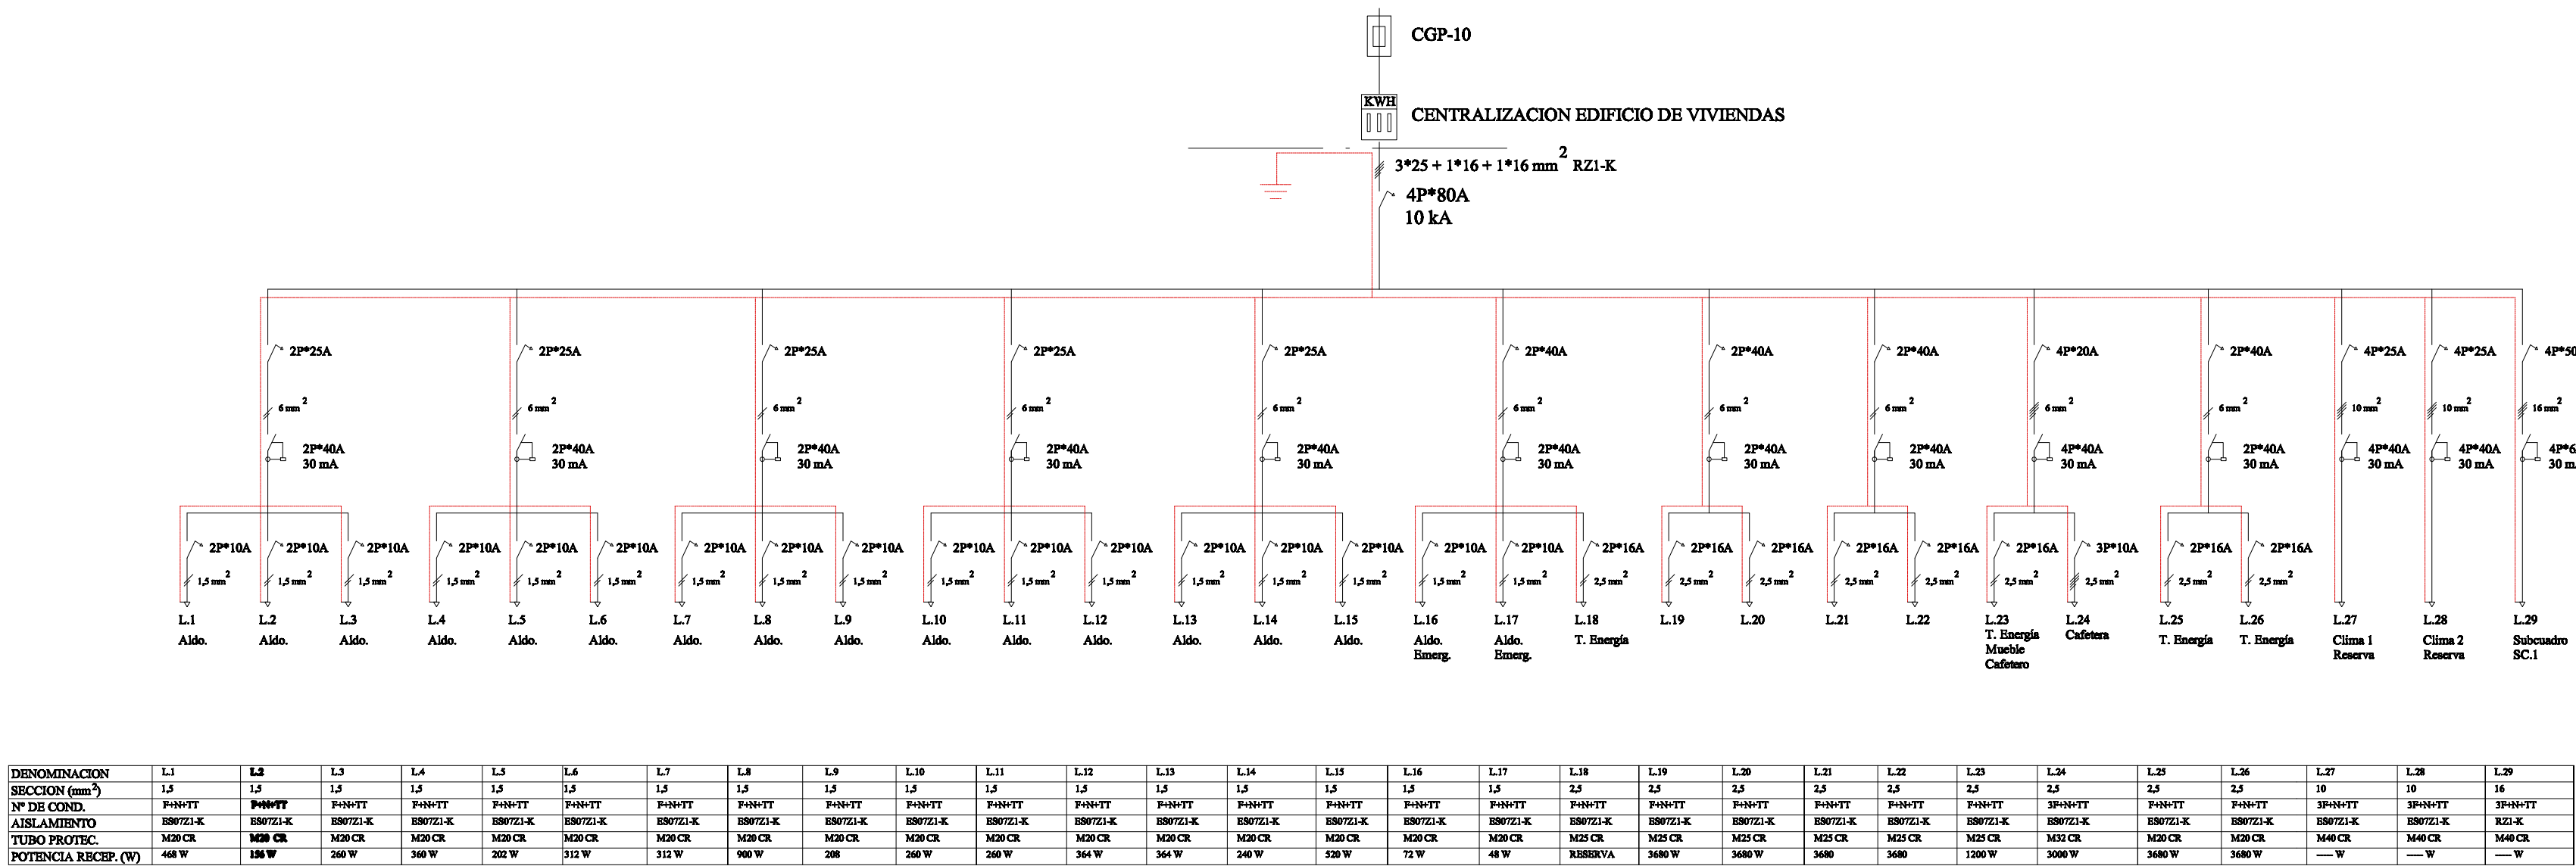 CGP-10
KWH
CENTRALIZACION EDIFICIO DE VIVIENDAS
3*25 + 1*16 + 1*16 mm² RZ1-K
4P*80A
10 kA
2P*25A 2P*25A 2P*25A 2P*25A 2P*25A 2P*40A 2P*40A 2P*40A 4P*20A 2P*40A 4P*25A 4P*25A 4P*50
6 mm² 6 mm² 6 mm² 6 mm² 6 mm² 6 mm² 6 mm² 6 mm² 6 mm² 6 mm² 10 mm² 10 mm² 16 mm²
2P*40A 2P*40A 2P*40A 2P*40A 2P*40A 2P*40A 2P*40A 2P*40A 4P*40A 2P*40A 4P*40A 4P*40A 4P*6
30 mA 30 mA 30 mA 30 mA 30 mA 30 mA 30 mA 30 mA 30 mA 30 mA 30 mA 30 mA 30 m
2P*10A 2P*10A 2P*10A 2P*10A 2P*10A 2P*10A 2P*10A 2P*10A 2P*10A 2P*10A 2P*10A 2P*10A 2P*10A 2P*10A 2P*10A 2P*10A 2P*10A 2P*16A 2P*16A 2P*16A 2P*16A 2P*16A 2P*16A 3P*10A 2P*16A 2P*16A
1,5 mm² 1,5 mm² 1,5 mm² 1,5 mm² 1,5 mm² 1,5 mm² 1,5 mm² 1,5 mm² 1,5 mm² 1,5 mm² 1,5 mm² 1,5 mm² 1,5 mm² 1,5 mm² 1,5 mm² 1,5 mm² 1,5 mm² 2,5 mm² 2,5 mm² 2,5 mm² 2,5 mm² 2,5 mm² 2,5 mm² 2,5 mm² 2,5 mm² 2,5 mm²
L.1 L.2 L.3 L.4 L.5 L.6 L.7 L.8 L.9 L.10 L.11 L.12 L.13 L.14 L.15 L.16 L.17 L.18 L.19 L.20 L.21 L.22 L.23 L.24 L.25 L.26 L.27 L.28 L.29
Aldo. Aldo. Aldo. Aldo. Aldo. Aldo. Aldo. Aldo. Aldo. Aldo. Aldo. Aldo. Aldo. Aldo. Aldo. Aldo. Aldo. T. Energía T. Energía Cafetera T. Energía T. Energía Clima 1 Clima 2 Subcuadro
Emerg. Emerg. Mueble Reserva Reserva SC.1
Cafetero
DENOMINACION L.1 L.2 L.3 L.4 L.5 L.6 L.7 L.8 L.9 L.10 L.11 L.12 L.13 L.14 L.15 L.16 L.17 L.18 L.19 L.20 L.21 L.22 L.23 L.24 L.25 L.26 L.27 L.28 L.29
SECCION (mm²) 1,5 1,5 1,5 1,5 1,5 1,5 1,5 1,5 1,5 1,5 1,5 1,5 1,5 1,5 1,5 1,5 1,5 2,5 2,5 2,5 2,5 2,5 2,5 2,5 2,5 2,5 10 10 16
Nº DE COND. F+N+TT F+N+TT F+N+TT F+N+TT F+N+TT F+N+TT F+N+TT F+N+TT F+N+TT F+N+TT F+N+TT F+N+TT F+N+TT F+N+TT F+N+TT F+N+TT F+N+TT F+N+TT F+N+TT F+N+TT F+N+TT F+N+TT F+N+TT 3F+N+TT F+N+TT F+N+TT 3F+N+TT 3F+N+TT 3F+N+TT
AISLAMIENTO ES07Z1-K ES07Z1-K ES07Z1-K ES07Z1-K ES07Z1-K ES07Z1-K ES07Z1-K ES07Z1-K ES07Z1-K ES07Z1-K ES07Z1-K ES07Z1-K ES07Z1-K ES07Z1-K ES07Z1-K ES07Z1-K ES07Z1-K ES07Z1-K ES07Z1-K ES07Z1-K ES07Z1-K ES07Z1-K ES07Z1-K ES07Z1-K ES07Z1-K ES07Z1-K ES07Z1-K ES07Z1-K RZ1-K
TUBO PROTEC. M20 CR M20 CR M20 CR M20 CR M20 CR M20 CR M20 CR M20 CR M20 CR M20 CR M20 CR M20 CR M20 CR M20 CR M20 CR M20 CR M20 CR M25 CR M25 CR M25 CR M25 CR M25 CR M25 CR M32 CR M20 CR M20 CR M40 CR M40 CR M40 CR
POTENCIA RECEP. (W) 468 W 156 W 260 W 360 W 202 W 312 W 312 W 900 W 208 260 W 260 W 364 W 364 W 240 W 520 W 72 W 48 W RESERVA 3680 W 3680 W 3680 3680 1200 W 3000 W 3680 W 3680 W ---- W ---- W ---- W